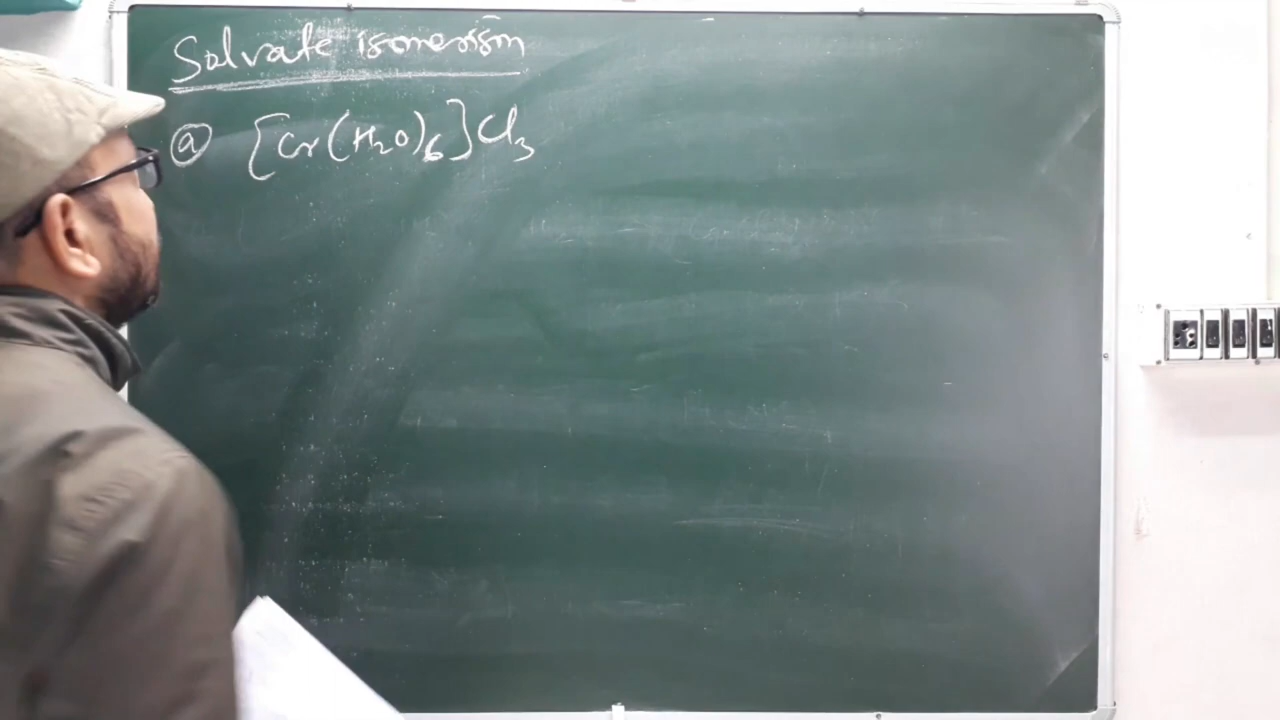 Solvate isomerism
ⓐ [Cr(H₂O)₆]Cl₃